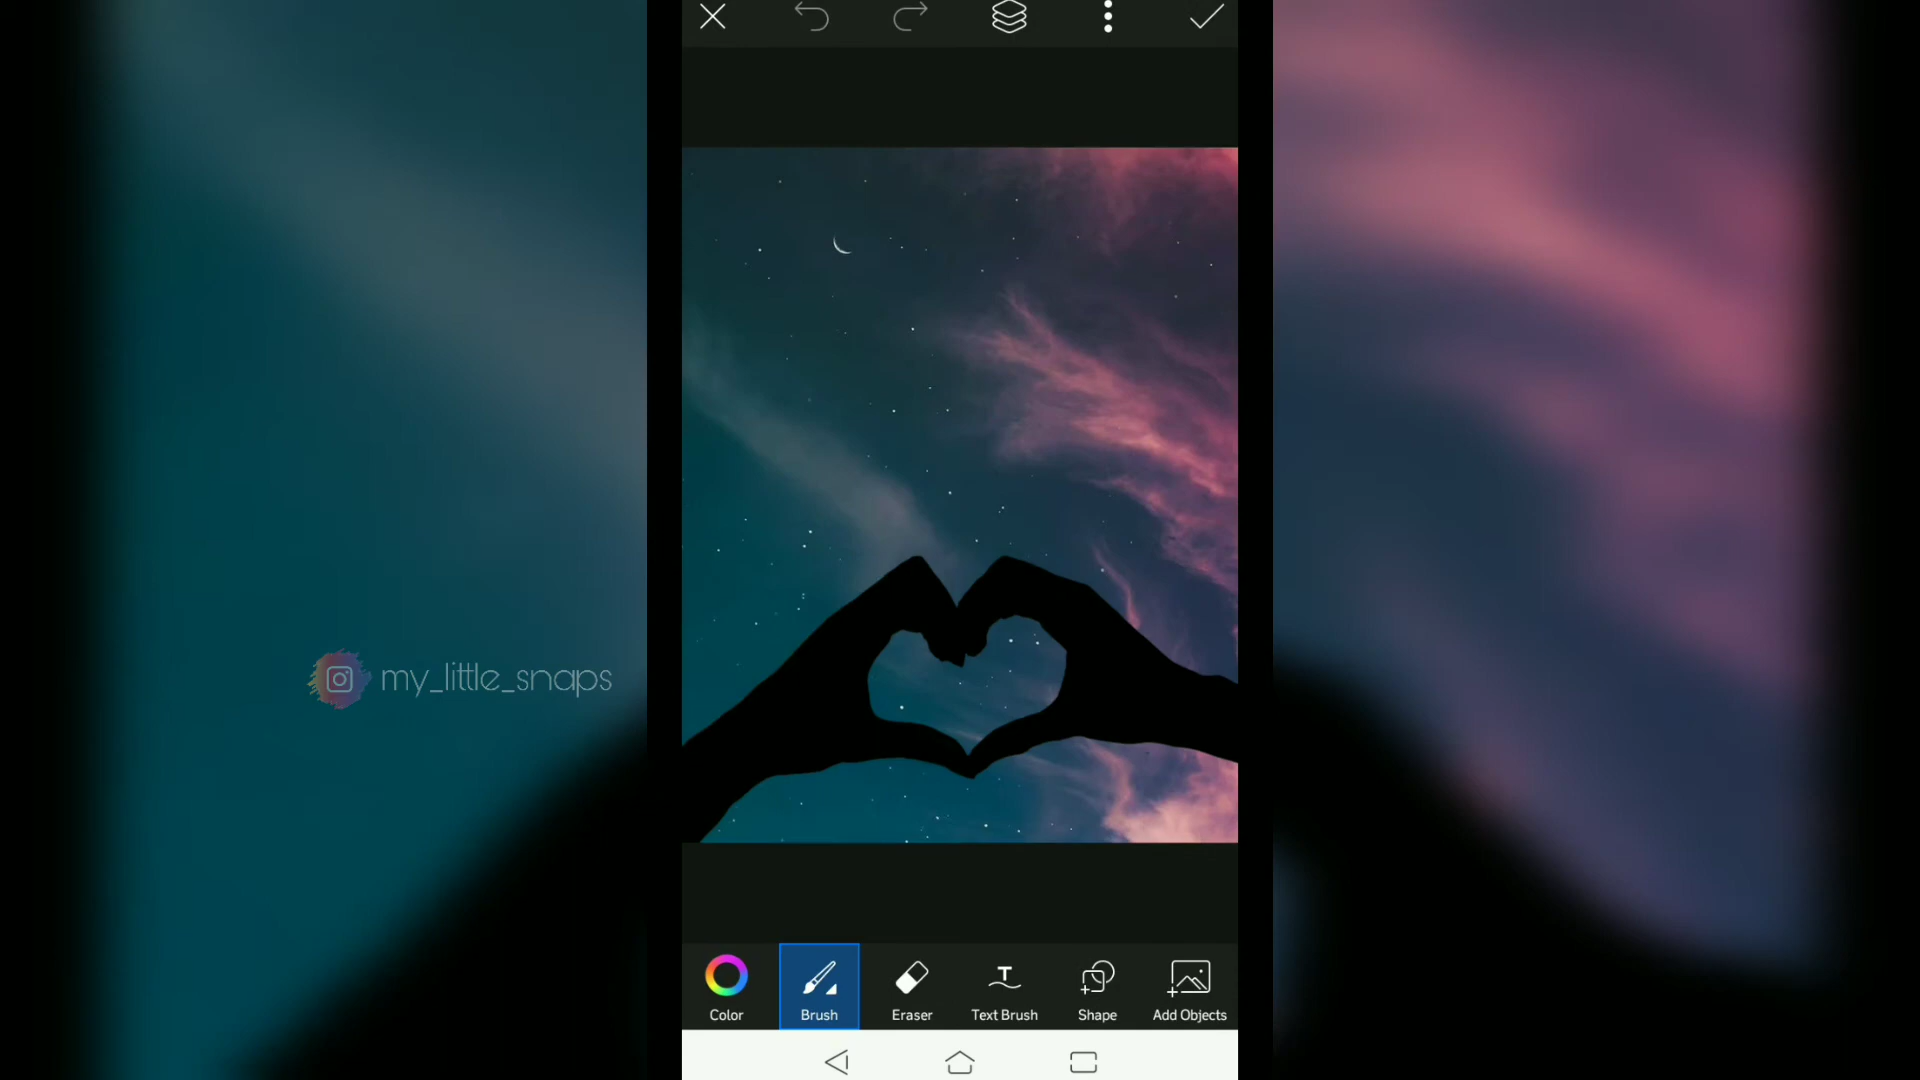 my_little_snaps
Color
Brush
Eraser
Text Brush
Shape
Add Objects